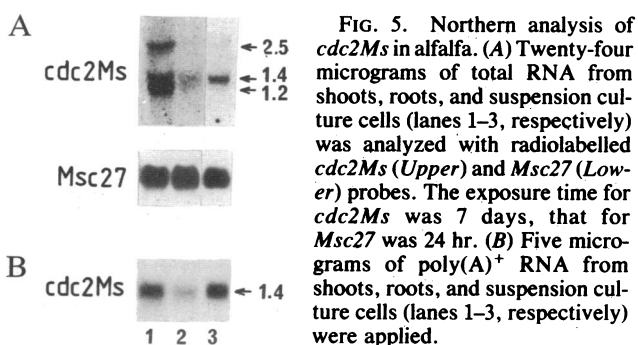 A
cdc2Ms
2.5
1.4
1.2
Msc27
B
cdc2Ms
1.4
1 2 3
FIG. 5. Northern analysis of
cdc2Ms in alfalfa. (A) Twenty-four
micrograms of total RNA from
shoots, roots, and suspension cul-
ture cells (lanes 1–3, respectively)
was analyzed with radiolabelled
cdc2Ms (Upper) and Msc27 (Low-
er) probes. The exposure time for
cdc2Ms was 7 days, that for
Msc27 was 24 hr. (B) Five micro-
grams of poly(A)+ RNA from
shoots, roots, and suspension cul-
ture cells (lanes 1–3, respectively)
were applied.